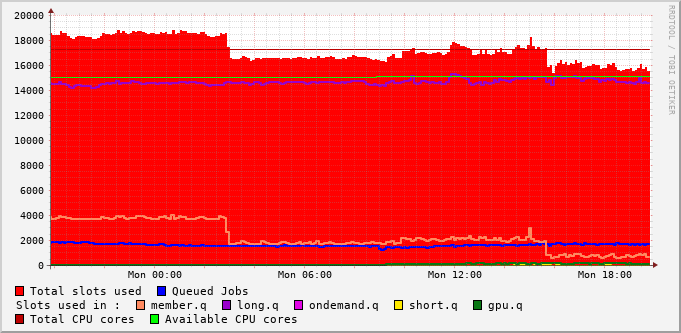 20000
18000
16000
14000
12000
10000
8000
6000
4000
2000
0
Mon 00:00 Mon 06:00 Mon 12:00 Mon 18:00
RRDTOOL / TOBI OETIKER
Total slots used Queued Jobs
Slots used in : member.q long.q ondemand.q short.q gpu.q
Total CPU cores Available CPU cores